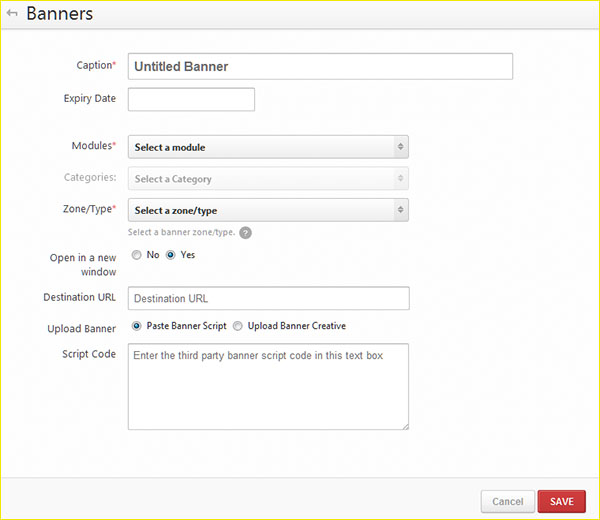 Banners
Caption*
Untitled Banner
Expiry Date
Modules*
Select a module
Categories:
Select a Category
Zone/Type*
Select a zone/type
Select a banner zone/type. ?
Open in a new
window
No Yes
Destination URL
Destination URL
Upload Banner
Paste Banner Script Upload Banner Creative
Script Code
Enter the third party banner script code in this text box
Cancel SAVE